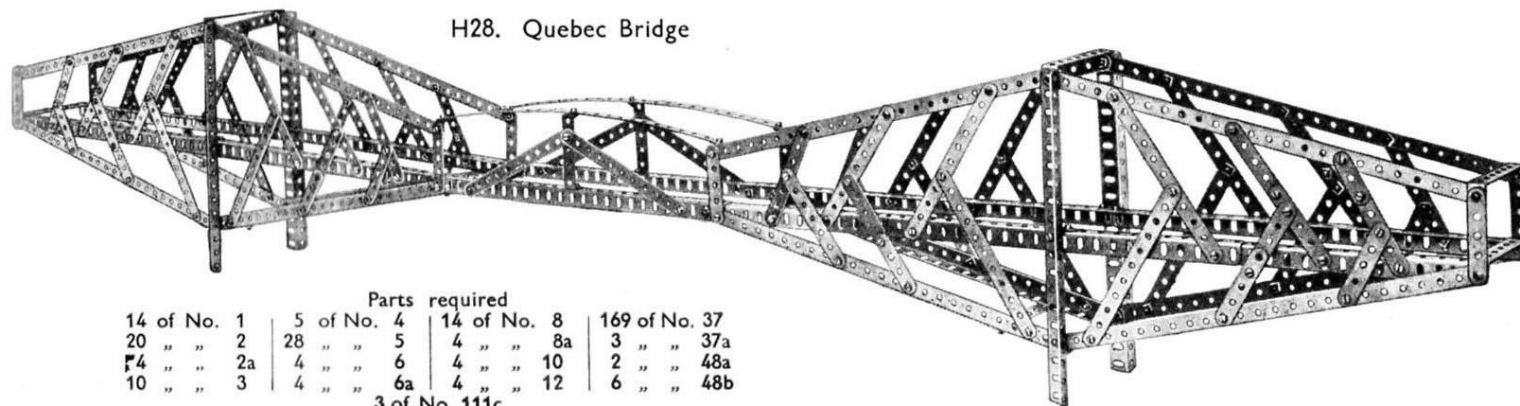 H28. Quebec Bridge
Parts required
14 of No. 1 | 5 of No. 4 | 14 of No. 8 | 169 of No. 37
20 „ „ 2 | 28 „ „ 5 | 4 „ „ 8a | 3 „ „ 37a
4 „ „ 2a | 4 „ „ 6 | 4 „ „ 10 | 2 „ „ 48a
10 „ „ 3 | 4 „ „ 6a | 4 „ „ 12 | 6 „ „ 48b
3 of No. 111c